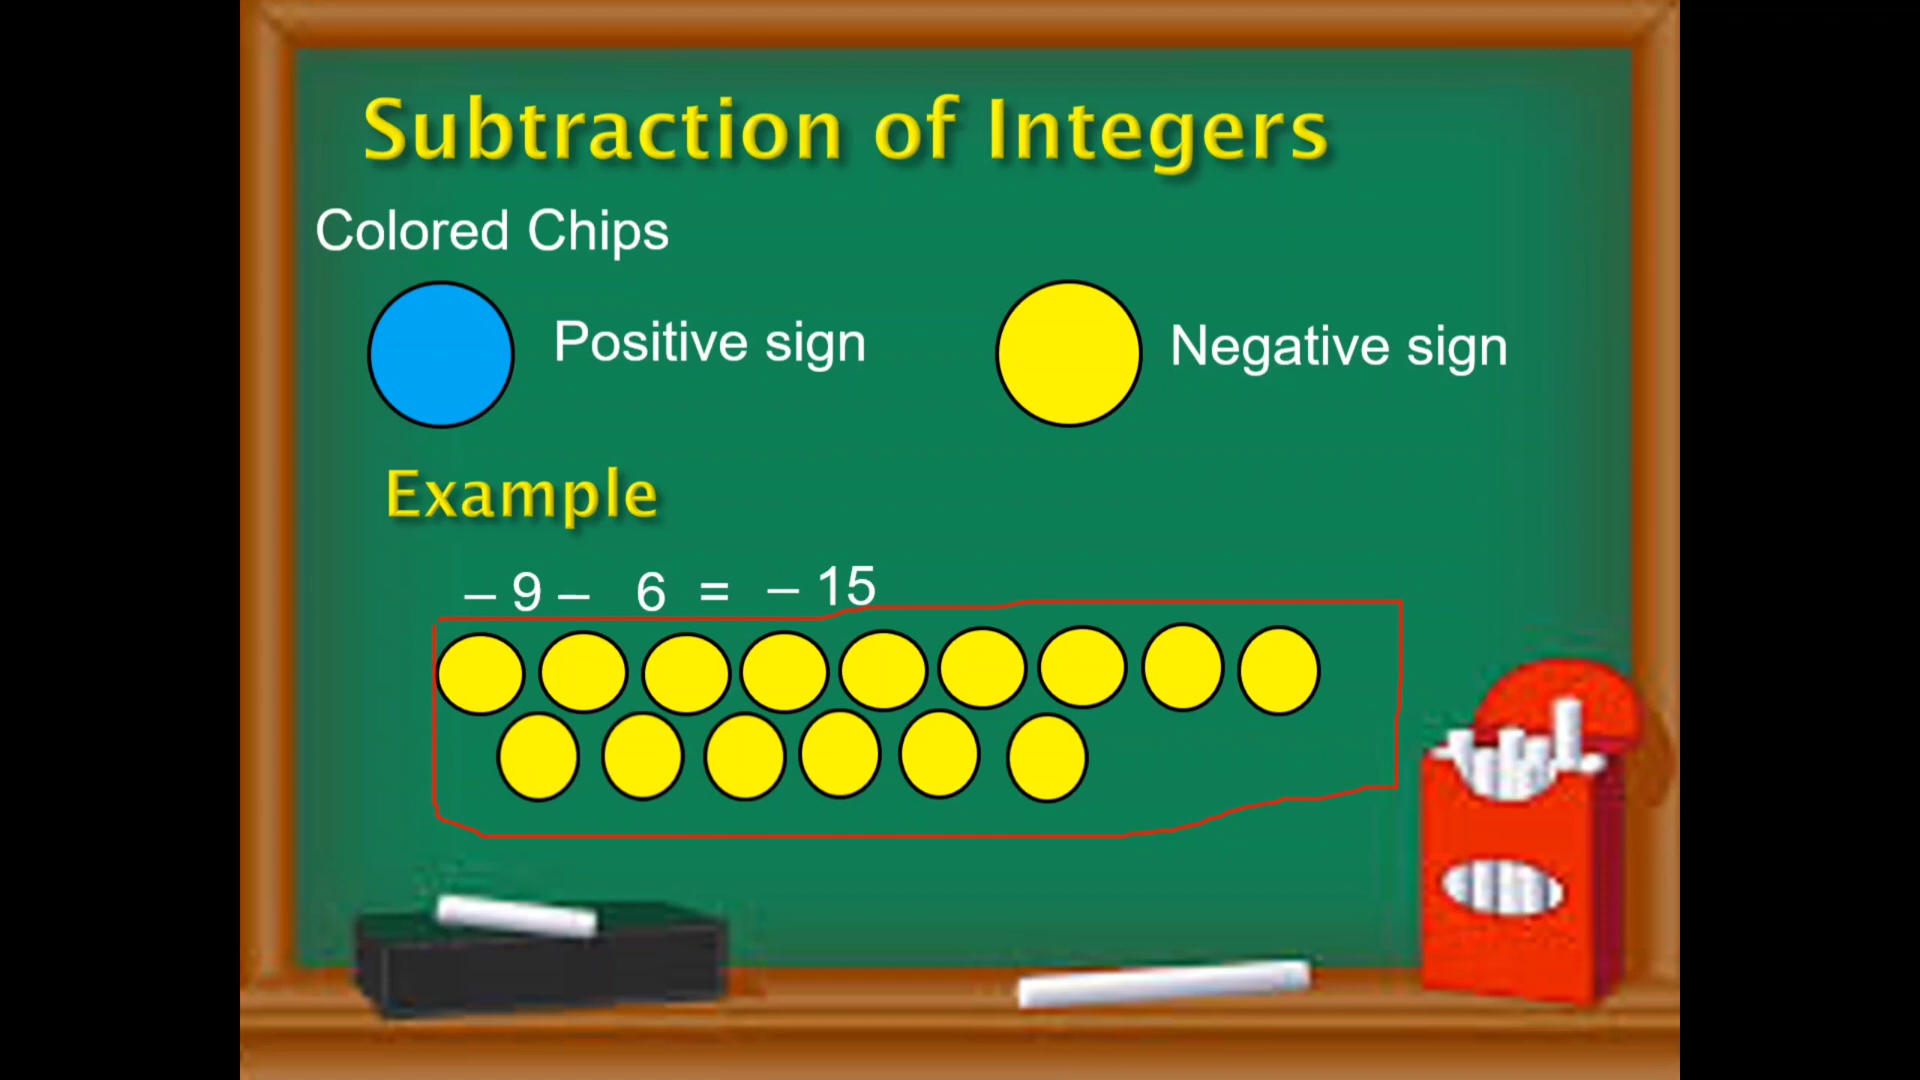 Subtraction of Integers
Colored Chips
Positive sign
Negative sign
Example
– 9 – 6 = – 15